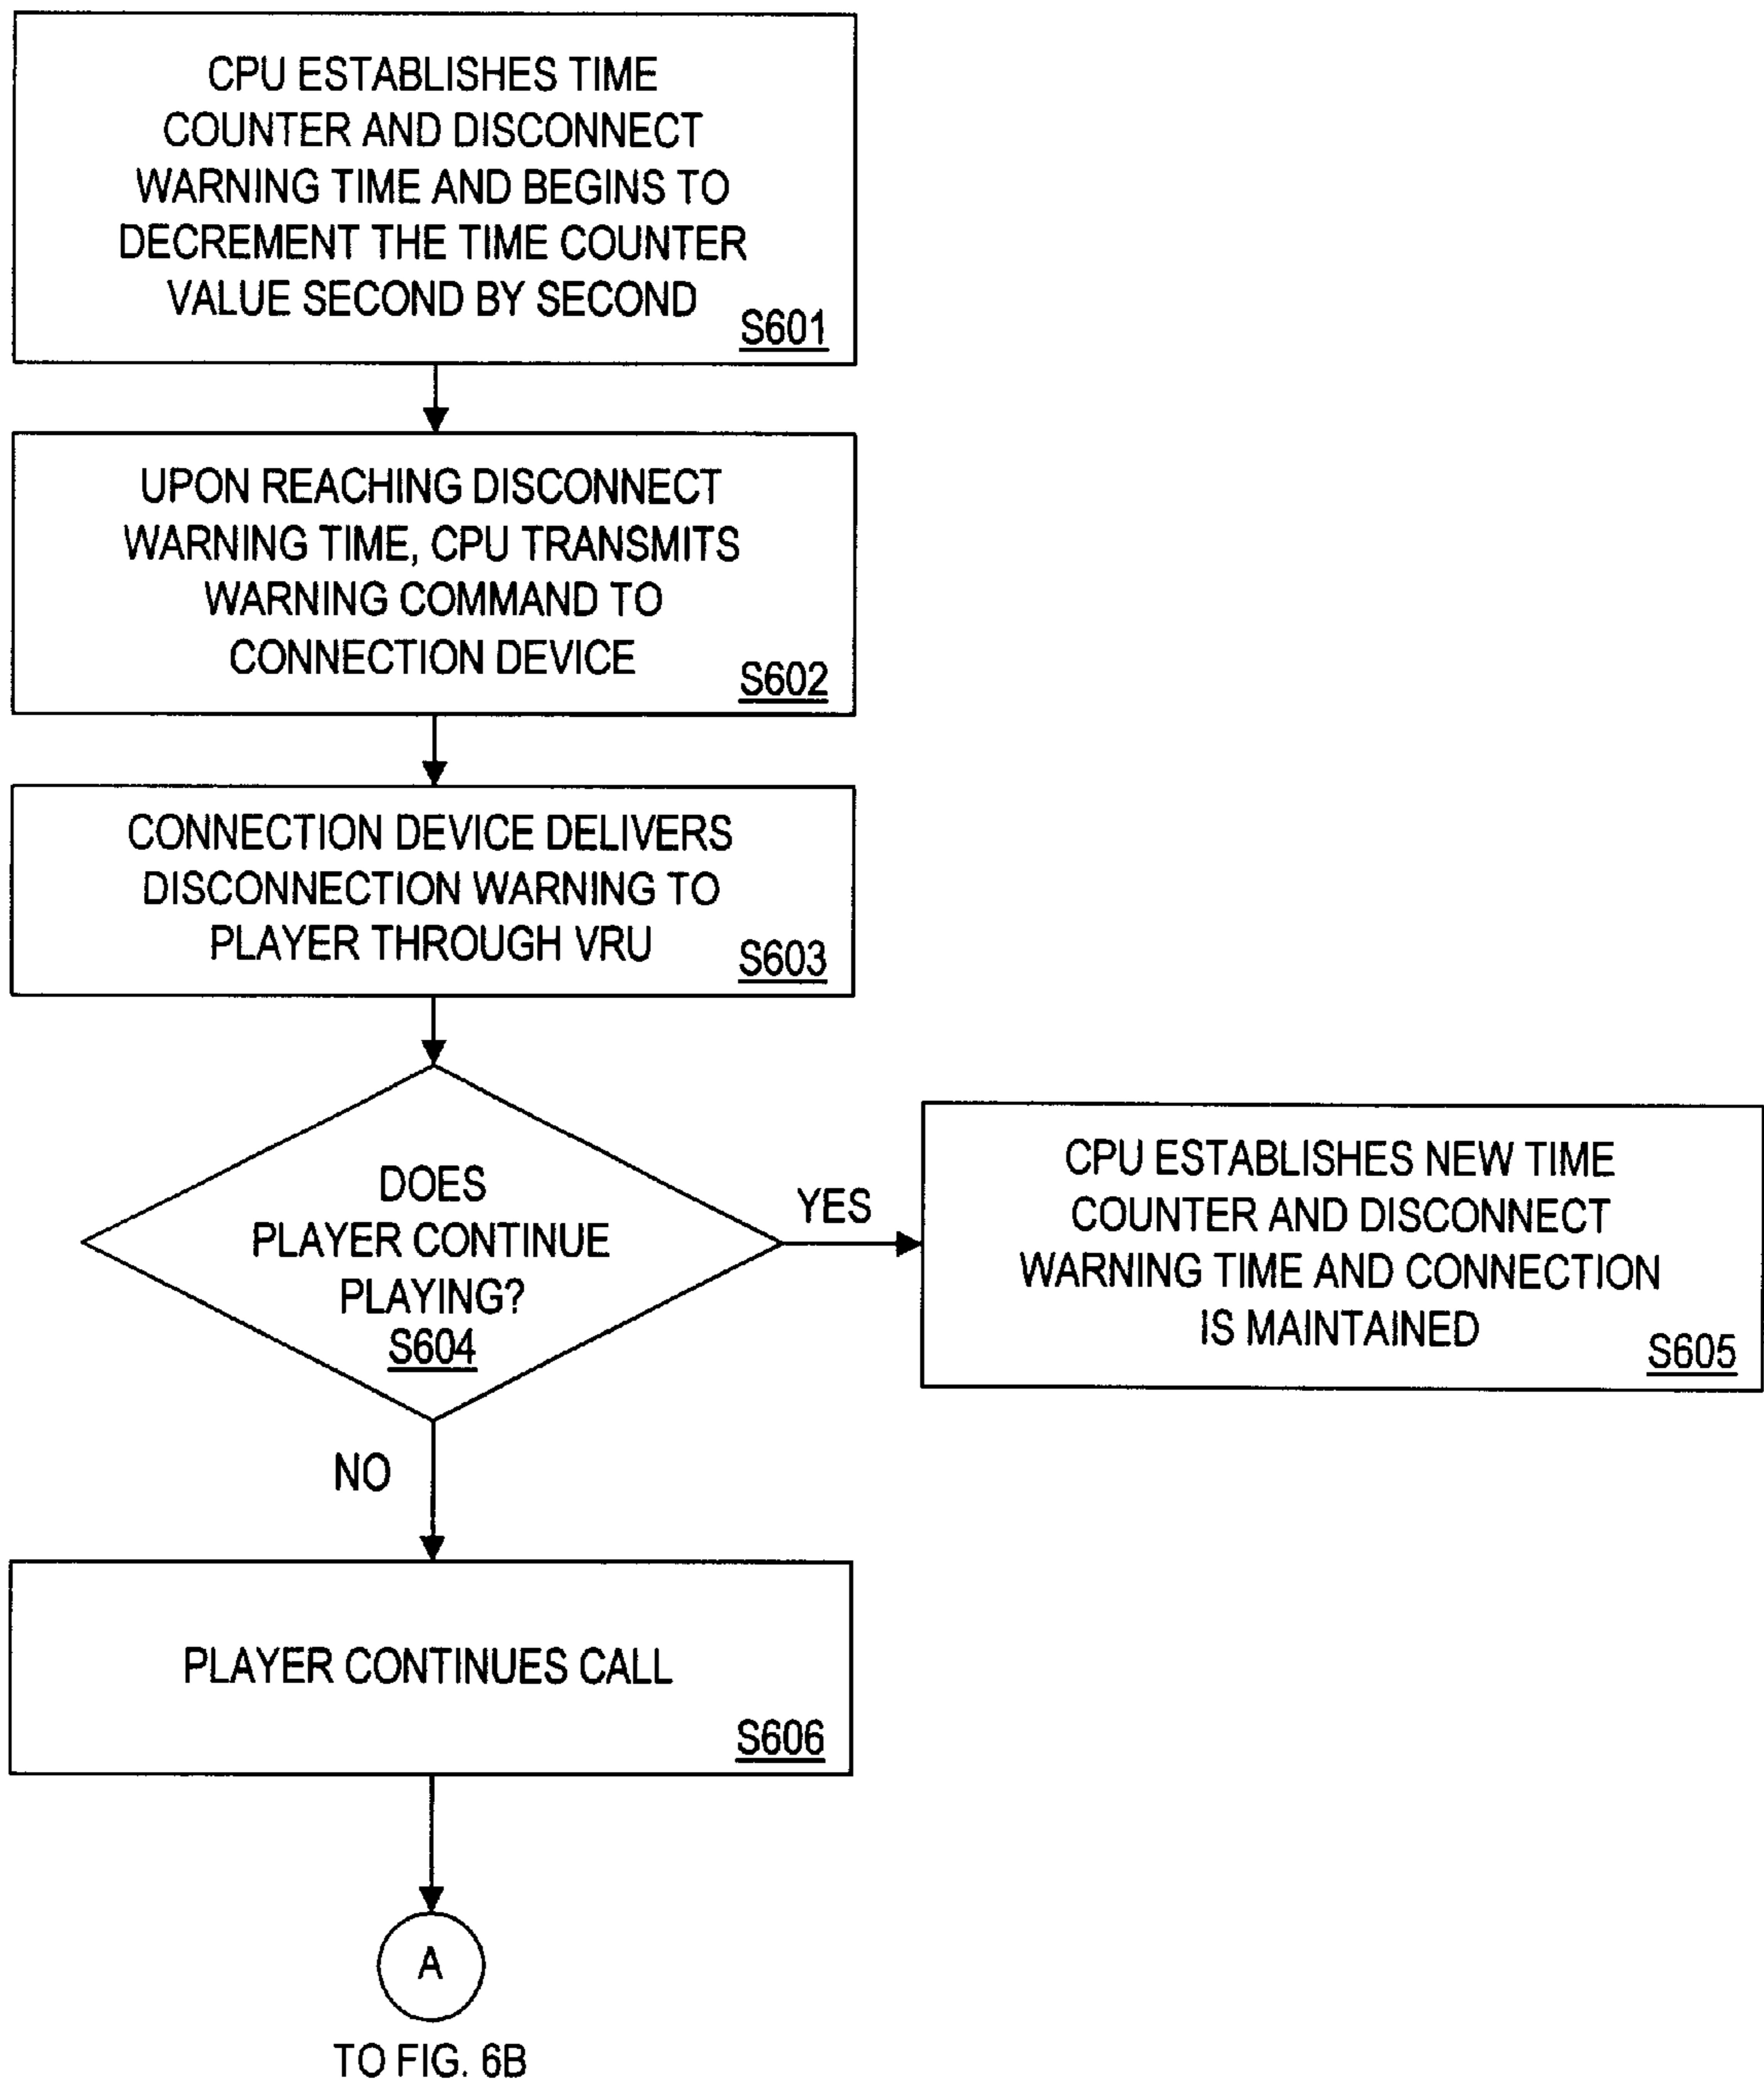 CPU ESTABLISHES TIME
COUNTER AND DISCONNECT
WARNING TIME AND BEGINS TO
DECREMENT THE TIME COUNTER
VALUE SECOND BY SECOND
S601
UPON REACHING DISCONNECT
WARNING TIME, CPU TRANSMITS
WARNING COMMAND TO
CONNECTION DEVICE
S602
CONNECTION DEVICE DELIVERS
DISCONNECTION WARNING TO
PLAYER THROUGH VRU
S603
DOES
PLAYER CONTINUE
PLAYING?
S604
YES
CPU ESTABLISHES NEW TIME
COUNTER AND DISCONNECT
WARNING TIME AND CONNECTION
IS MAINTAINED
S605
NO
PLAYER CONTINUES CALL
S606
A
TO FIG. 6B